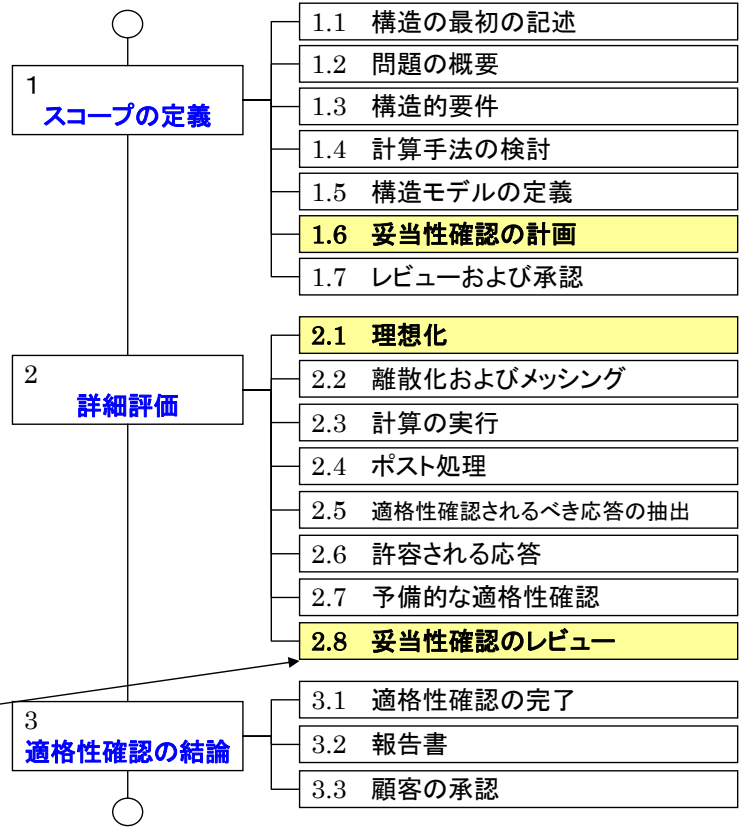 1
スコープの定義
1.1 構造の最初の記述
1.2 問題の概要
1.3 構造的要件
1.4 計算手法の検討
1.5 構造モデルの定義
1.6 妥当性確認の計画
1.7 レビューおよび承認
2
詳細評価
2.1 理想化
2.2 離散化およびメッシング
2.3 計算の実行
2.4 ポスト処理
2.5 適格性確認されるべき応答の抽出
2.6 許容される応答
2.7 予備的な適格性確認
2.8 妥当性確認のレビュー
3
適格性確認の結論
3.1 適格性確認の完了
3.2 報告書
3.3 顧客の承認